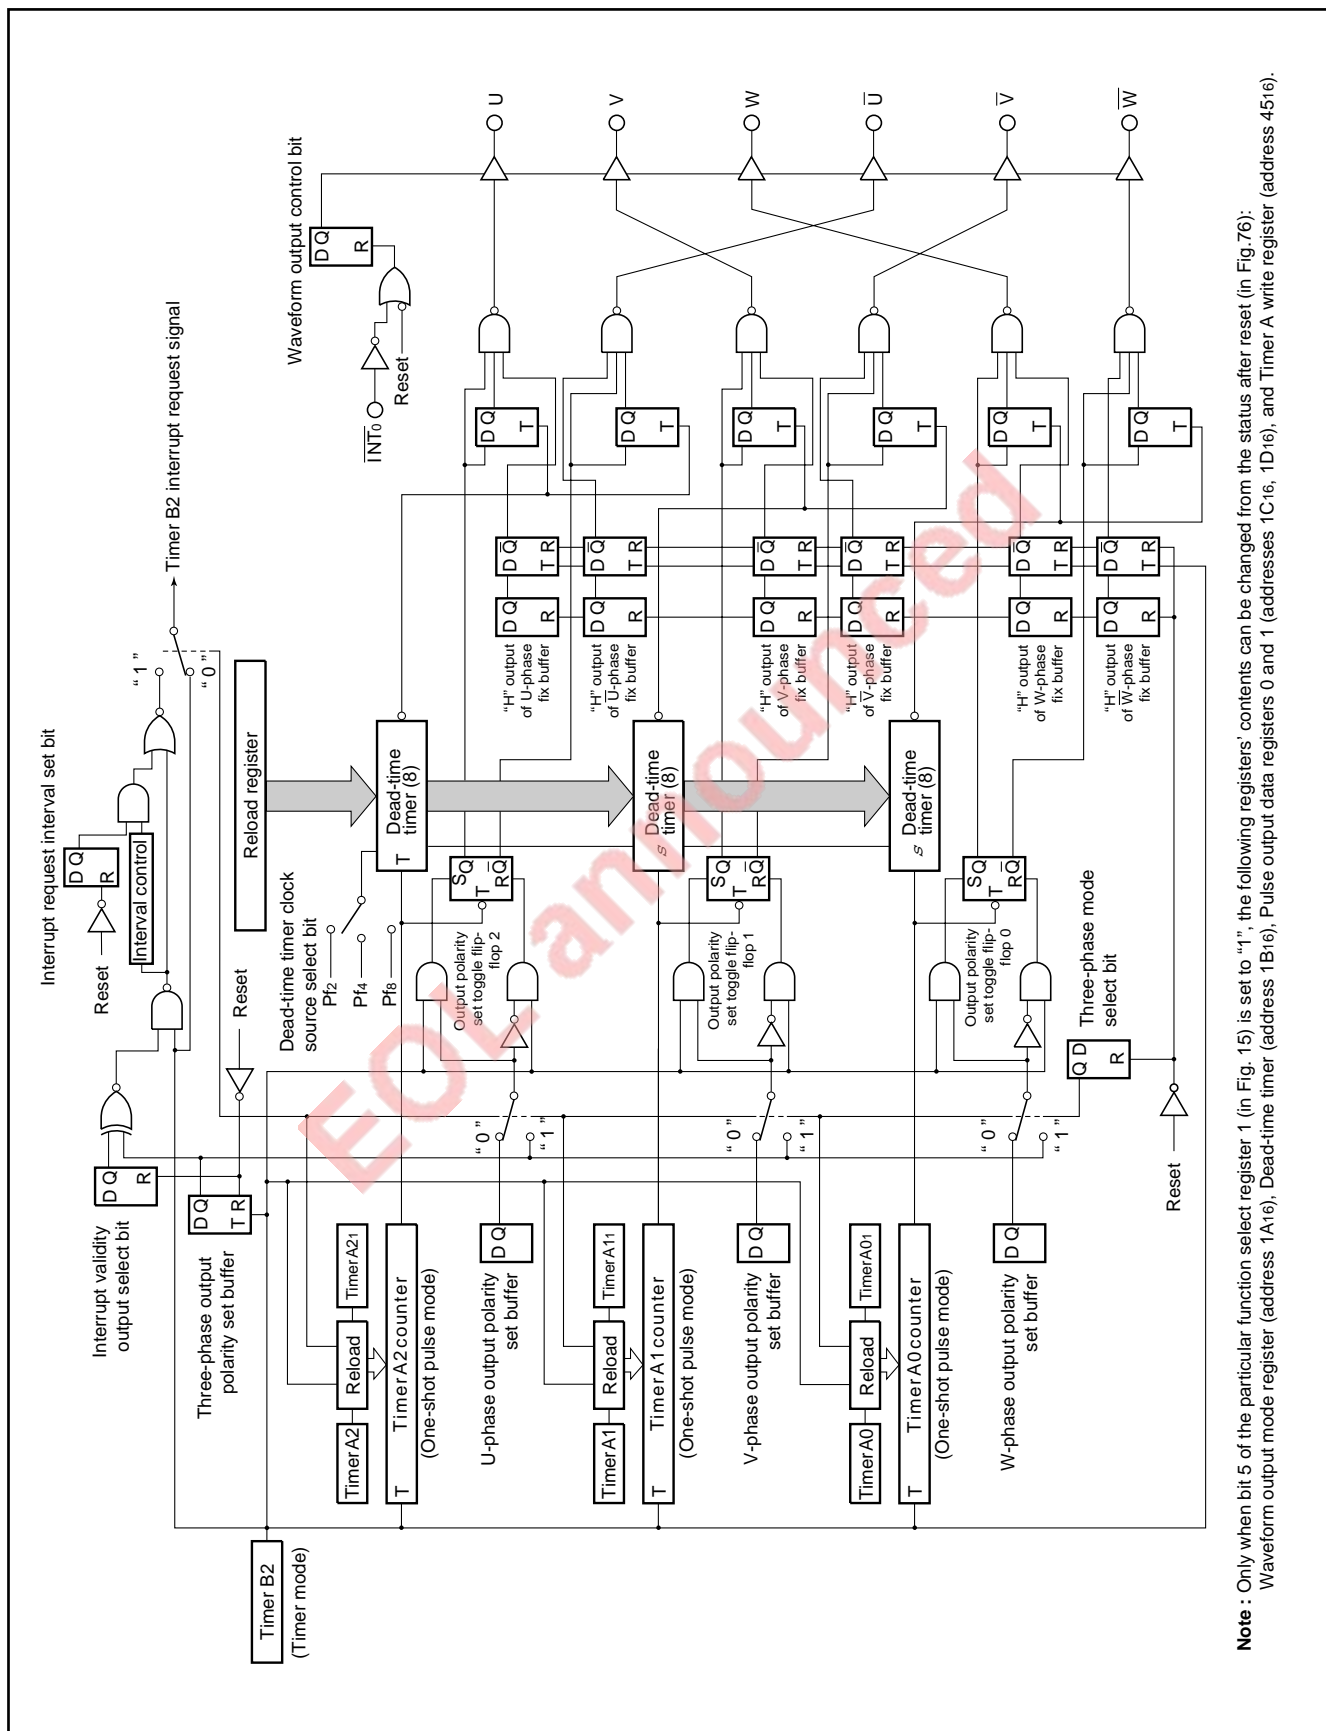 Interrupt request interval set bit
Reset
D Q
R
Interval control
" 1 "
" 0 "
Timer B2 interrupt request signal
Interrupt validity
output select bit
D Q
R
Three-phase output
polarity set buffer
D Q
T R
Reset
Reload register
Waveform output control bit
INT0
Reset
D Q
R
Timer B2
(Timer mode)
Dead-time timer clock
source select bit
Pf2
Pf4
Pf8
Timer A2
Reload
Timer A21
T
Timer A2 counter
(One-shot pulse mode)
U-phase output polarity
set buffer
D Q
" 0 "
" 1 "
Output polarity
set toggle flip-
flop 2
S Q
T
R Q
T
Dead-time
timer (8)
"H" output
of U-phase
fix buffer
D Q
R
D Q
T R
"H" output
of U-phase
fix buffer
D Q
R
D Q
T R
D Q
T
D Q
T
Timer A1
Reload
Timer A11
T
Timer A1 counter
(One-shot pulse mode)
V-phase output polarity
set buffer
D Q
" 0 "
" 1 "
Output polarity
set toggle flip-
flop 1
S Q
T
R Q
Dead-time
timer (8)
"H" output
of V-phase
fix buffer
D Q
R
D Q
T R
"H" output
of V-phase
fix buffer
D Q
R
D Q
T R
D Q
T
D Q
T
Timer A0
Reload
Timer A01
T
Timer A0 counter
(One-shot pulse mode)
W-phase output polarity
set buffer
D Q
" 0 "
" 1 "
Output polarity
set toggle flip-
flop 0
S Q
T
R Q
Dead-time
timer (8)
"H" output
of W-phase
fix buffer
D Q
R
D Q
T R
"H" output
of W-phase
fix buffer
D Q
R
D Q
T R
D Q
T
D Q
T
Reset
Three-phase mode
select bit
Q D
R
U
V
W
U
V
W
EOL announced
Note : Only when bit 5 of the particular function select register 1 (in Fig. 15) is set to "1", the following registers' contents can be changed from the status after reset (in Fig.76):
Waveform output mode register (address 1A16), Dead-time timer (address 1B16), Pulse output data registers 0 and 1 (addresses 1C16, 1D16), and Timer A write register (address 4516).